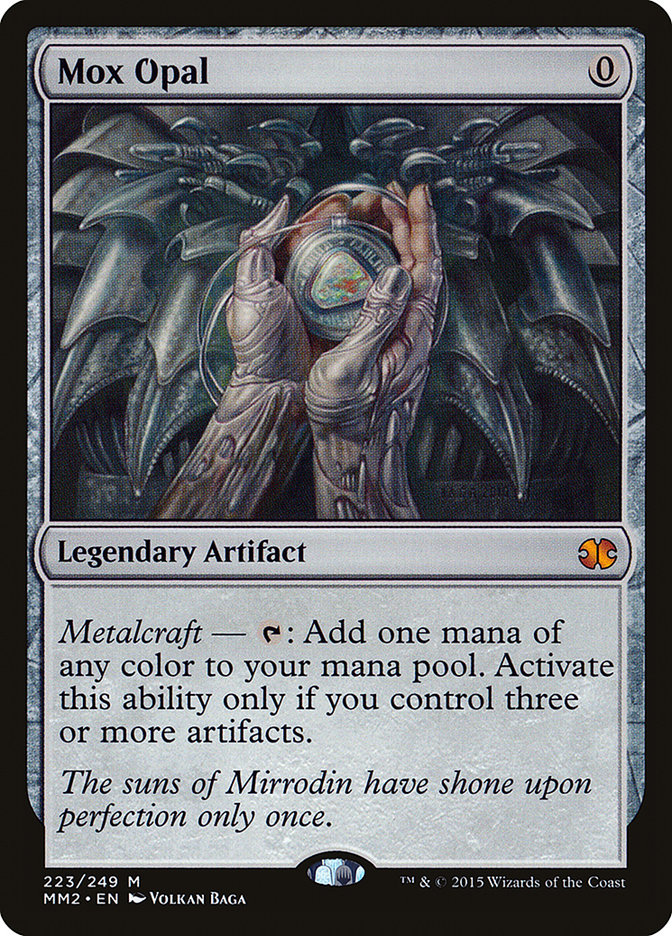 Mox Opal 0
Legendary Artifact
Metalcraft — : Add one mana of
any color to your mana pool. Activate
this ability only if you control three
or more artifacts.
The suns of Mirrodin have shone upon
perfection only once.
223/249 M
MM2 • EN Volkan Baga
™ & © 2015 Wizards of the Coast